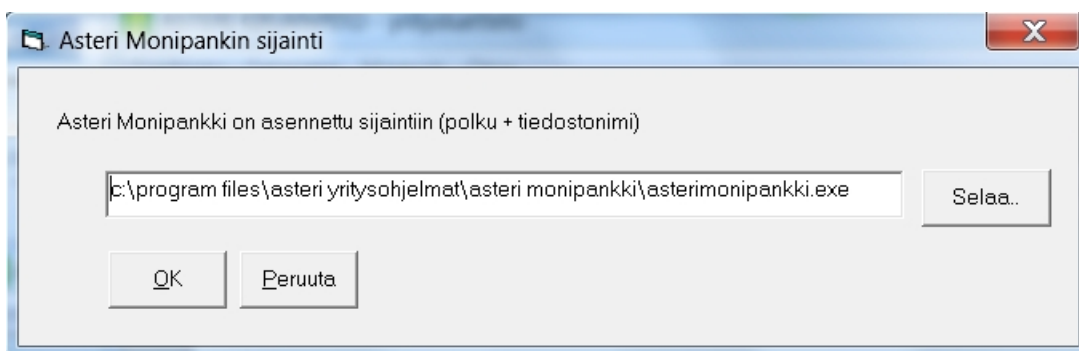 Asteri Monipankin sijainti
Asteri Monipankki on asennettu sijaintiin (polku + tiedostonimi)
c:\program files\asteri yritysohjelmat\asteri monipankki\asterimonipankki.exe
Selaa..
OK Peruuta